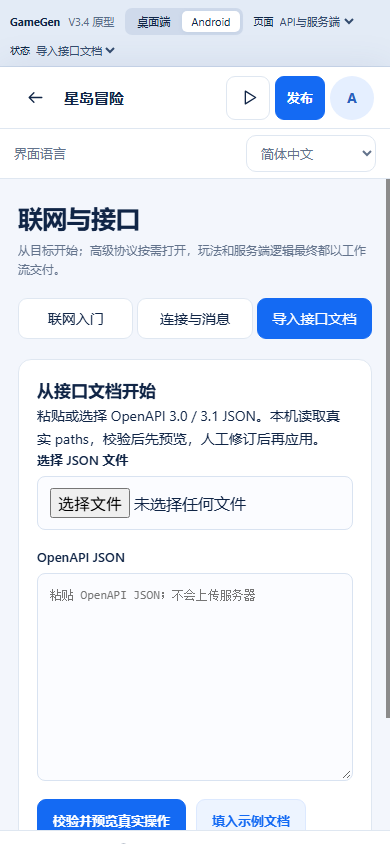 GameGen V3.4 原型 桌面端 Android 页面 API与服务端
状态 导入接口文档
星岛冒险 发布 A
界面语言 简体中文
联网与接口
从目标开始；高级协议按需打开，玩法和服务端逻辑最终都以工作
流交付。
联网入门 连接与消息 导入接口文档
从接口文档开始
粘贴或选择 OpenAPI 3.0 / 3.1 JSON。本机读取真
实 paths，校验后先预览，人工修订后再应用。
选择 JSON 文件
选择文件 未选择任何文件
OpenAPI JSON
粘贴 OpenAPI JSON；不会上传服务器
校验并预览真实操作 填入示例文档